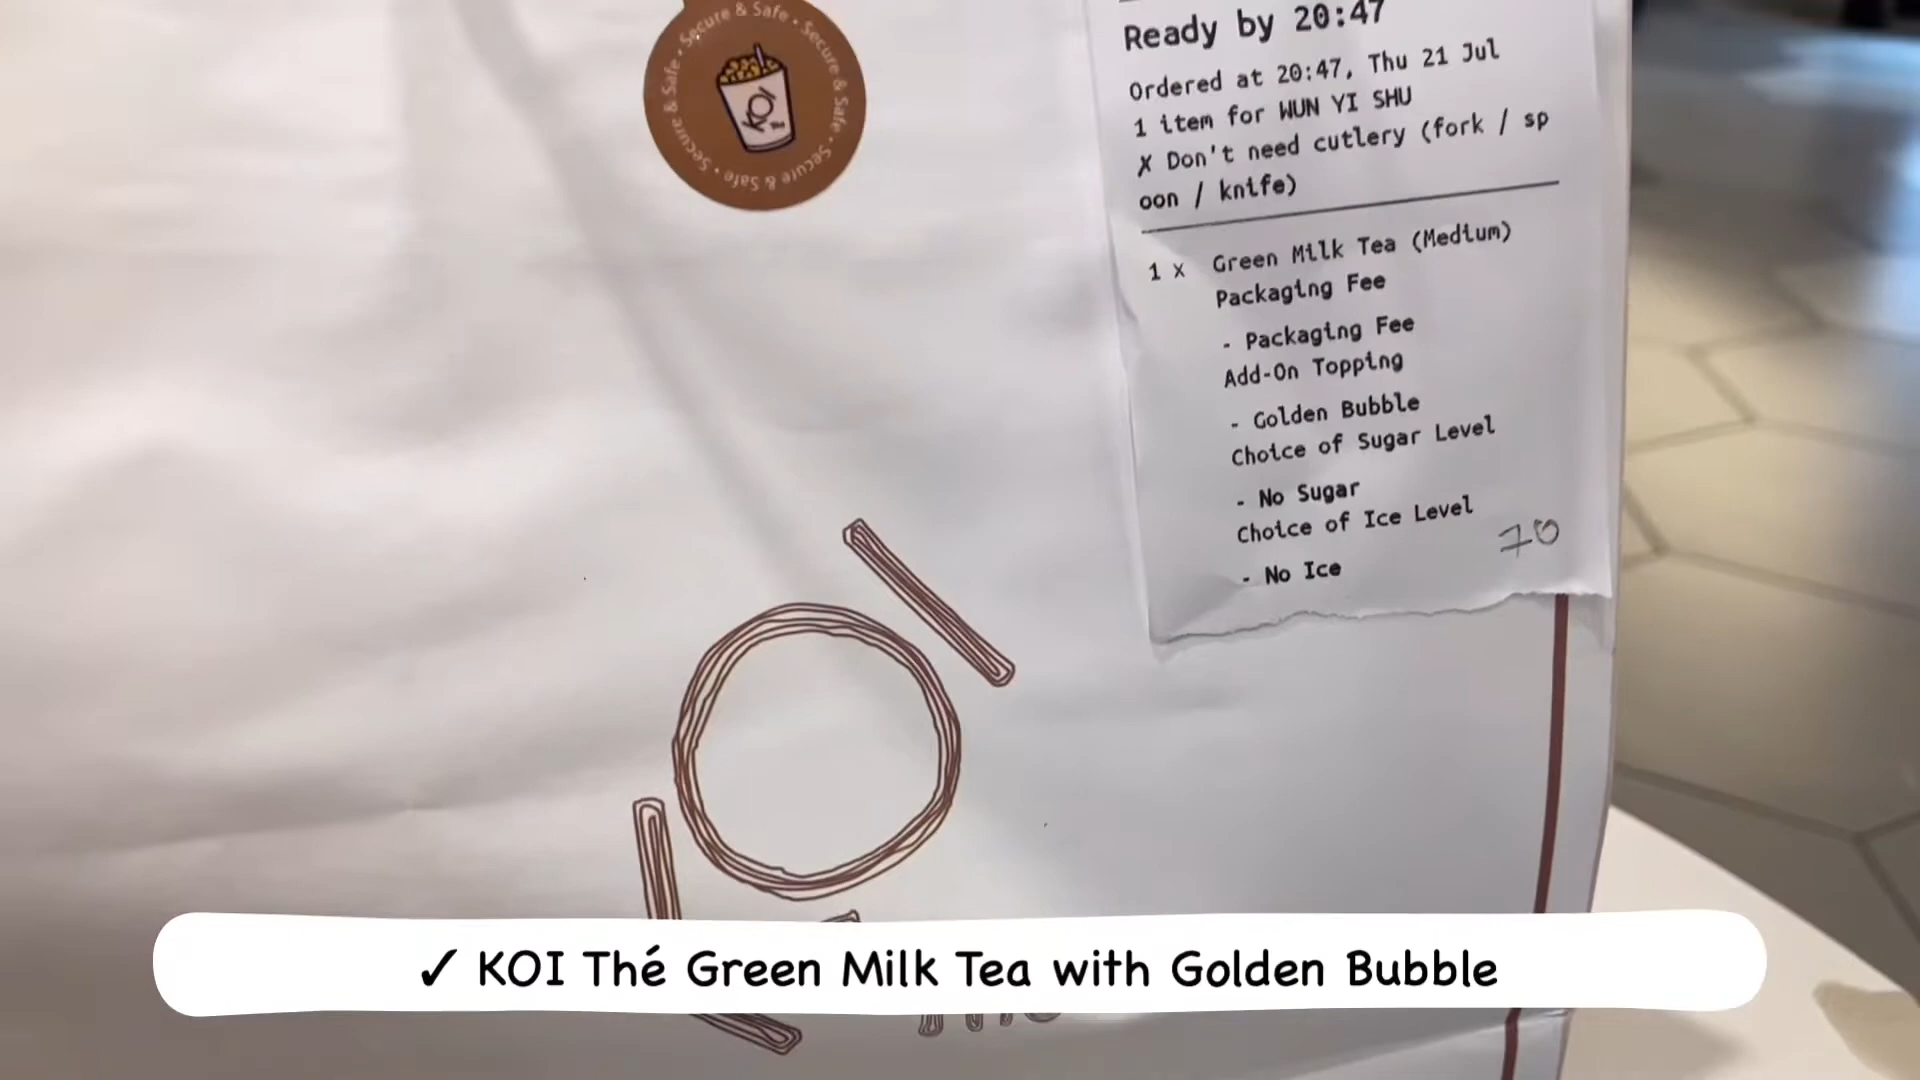 Secure & Safe • Secure & Safe • Secure & Safe • Secure & Safe •
KOI
Ready by 20:47
Ordered at 20:47, Thu 21 Jul
1 item for WUN YI SHU
✗ Don't need cutlery (fork / sp
oon / knife)
1 x Green Milk Tea (Medium)
Packaging Fee
- Packaging Fee
Add-On Topping
- Golden Bubble
Choice of Sugar Level
- No Sugar
Choice of Ice Level
- No Ice
70
✓ KOI Thé Green Milk Tea with Golden Bubble